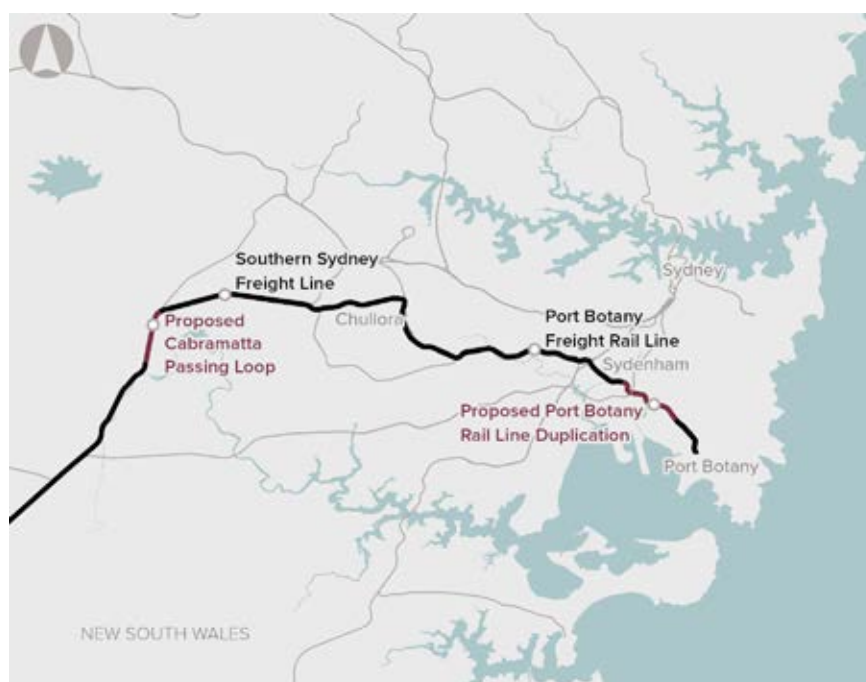 Southern Sydney
Freight Line
Proposed
Cabramatta
Passing Loop
Chullora
Sydney
Port Botany
Freight Rail Line
Sydenham
Proposed Port Botany
Rail Line Duplication
Port Botany
NEW SOUTH WALES